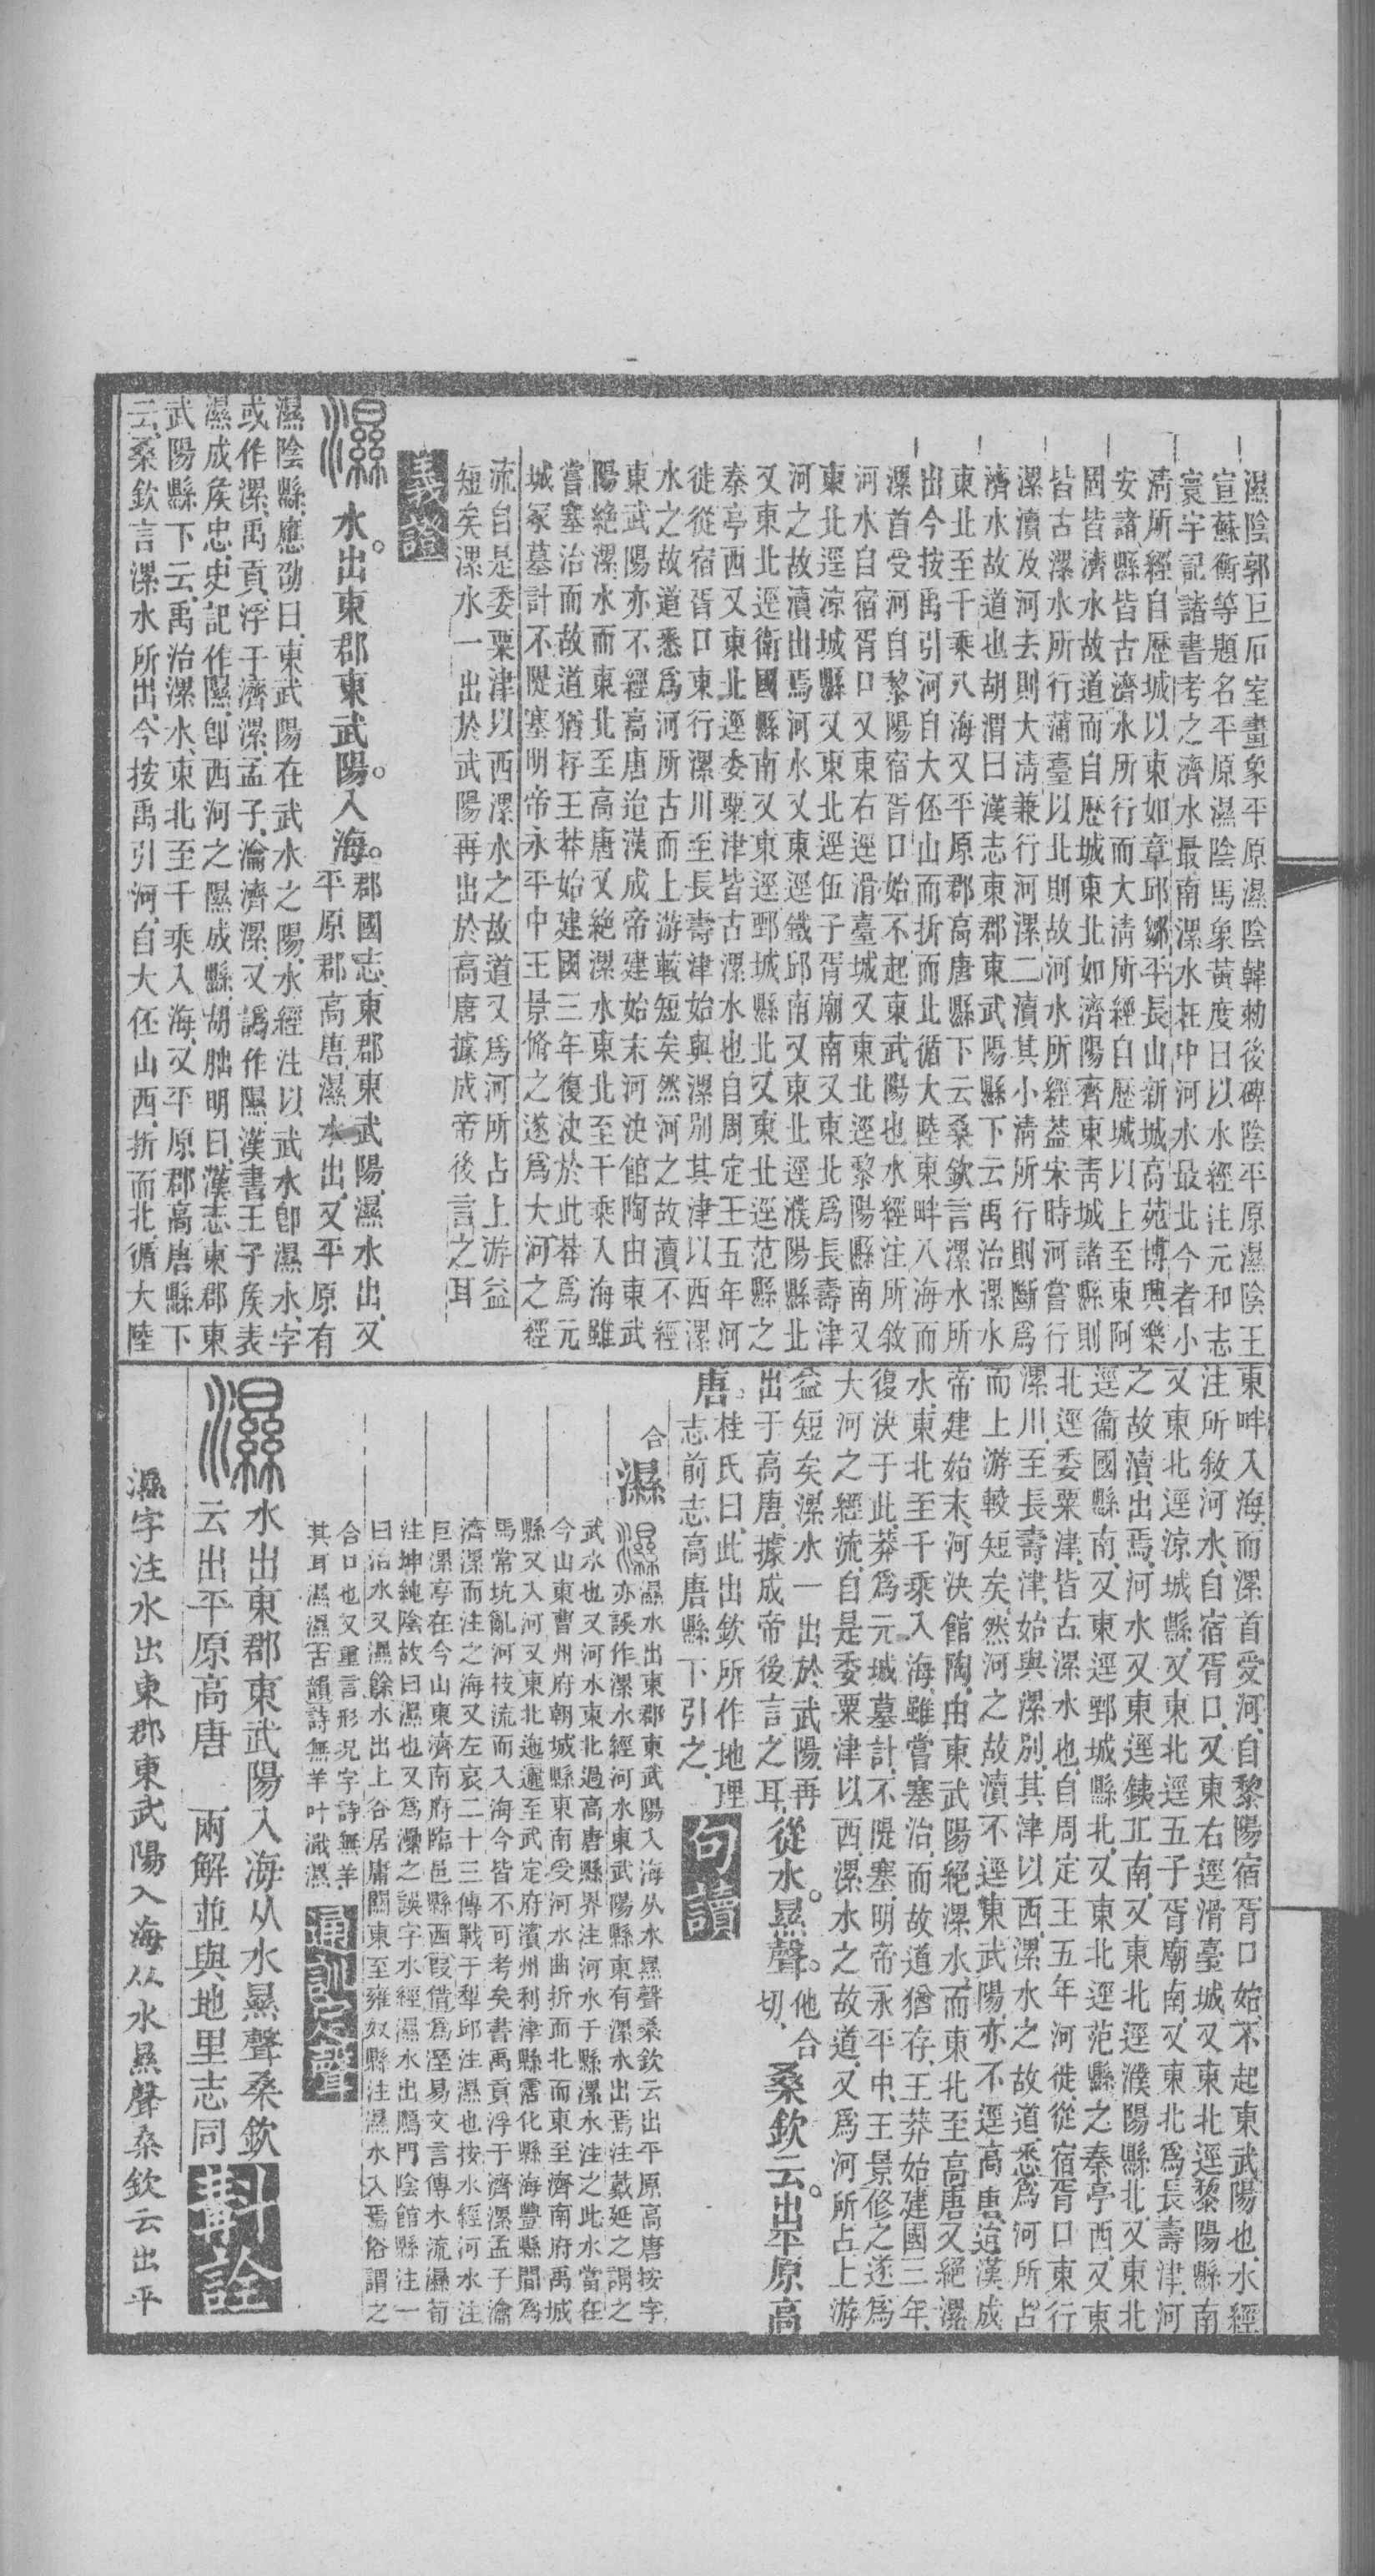 濕陰郭巨石室畫象平原濕陰韓勑後碑陰平原濕陰王
宣蘇衡等題名平原濕陰馬象黃度曰以水經注元和志
寰宇記諸書考之濟水最南漯水在中河水最北今者小
清所經自歷城以東如章邱鄒平長山新城高苑博興樂
安諸縣皆古濟水所行而大清所經自歷城以上至東阿
固皆濟水故道而自歷城東北如濟陽齊東青城諸縣則
皆古漯水所行蒲臺以北則故河水所經葢宋時河嘗行
漯瀆及河去則大清兼行河漯二瀆其小清所行則斷爲
濟水故道也胡渭曰漢志東郡東武陽縣下云禹治漯水
東北至千乘入海又平原郡高唐縣下云桑欽言漯水所
出今按禹引河自大伾山而折而北循大陸東畔入海而
漯首受河自黎陽宿胥口始不起東武陽也水經注所敘
河水自宿胥口又東右逕滑臺城又東北逕黎陽縣南又
東北逕涼城縣又東北逕伍子胥廟南又東北爲長壽津
河之故瀆出焉河水又東逕鐵邱南又東北逕濮陽縣北
又東北逕衛國縣南又東逕鄄城縣北又東北逕范縣之
秦亭西又東北逕委粟津皆古漯水也自周定王五年河
徙從宿胥口東行漯川至長壽津始與漯別其津以西漯
水之故道悉爲河所古而上游較短矣然河之故瀆不經
東武陽亦不經高唐迨漢成帝建始末河決館陶由東武
陽絶漯水而東北至高唐又絶漯水東北至千乘入海雖
嘗塞治而故道猶存王莽始建國三年復決於此莽爲元
城冢墓計不隄塞明帝永平中王景脩之遂爲大河之經
流自是委粟津以西漯水之故道又爲河所占上游益
短矣漯水一出於武陽再出於高唐據成帝後言之耳
義證
濕水出東郡東武陽入海郡國志東郡東武陽濕水出又
平原郡高唐濕水出又平原有
濕陰縣應劭曰東武陽在武水之陽水經注以武水卽濕水字
或作漯禹貢浮于濟漯孟子瀹濟漯又譌作隰漢書王子矦表
濕成矦忠史記作隰卽西河之隰成縣胡朏明曰漢志東郡東
武陽縣下云禹治漯水東北至千乘入海又平原郡高唐縣下
云桑欽言漯水所出今按禹引河自大伾山西折而北循大陸
東畔入海而漯首受河自黎陽宿胥口始不起東武陽也水經
注所敘河水自宿胥口又東右逕滑臺城又東北逕黎陽縣南
又東北逕涼城縣又東北逕五子胥廟南又東北爲長壽津河
之故瀆出焉河水又東逕銕丘南又東北逕濮陽縣北又東北
逕衞國縣南又東逕鄄城縣北又東北逕范縣之秦亭西又東
北逕委粟津皆古漯水也自周定王五年河徙從宿胥口東行
漯川至長壽津始與漯別其津以西漯水之故道悉爲河所占
而上游較短矣然河之故瀆不逕東武陽亦不逕高唐迨漢成
帝建始末河決館陶由東武陽絕漯水而東北至高唐又絕漯
水東北至千乘入海雖嘗塞治而故道猶存王莽始建國三年
復決于此莽爲元城墓計不隄塞明帝永平中王景修之遂爲
大河之經流自是委粟津以西漯水之故道又爲河所占上游
益短矣漯水一出於武陽再
出于高唐據成帝後言之耳從水㬎聲他合切桑欽云出平原高
唐桂氏曰此出欽所作地理
志前志高唐縣下引之句讀
合
濕濕濕水出東郡東武陽入海从水㬎聲桑欽云出平原高唐按字
亦誤作漯水經河水東武陽縣東有漯水出焉注戴延之謂之
武水也又河水東北過高唐縣界注河水于縣漯水注之此水當在
今山東曹州府朝城縣東南受河水曲折而北而東至濟南府禹城
縣又入河又東北迤邐至武定府濱州利津縣霑化縣海豐縣間爲
馬常坑亂河枝流而入海今皆不可考矣書禹貢浮于濟漯孟子瀹
濟漯而注之海又左哀二十三傳戰于犁邱注濕也按水經河水注
巨漯亭在今山東濟南府臨邑縣西叚借爲溼易文言傳水流濕荀
注坤純陰故曰濕也又爲㶟之誤字水經濕水出鴈門陰館縣注一
曰治水又濕餘水出上谷居庸關東至雍奴縣注濕水入焉俗謂之
合口也又重言形況字詩無羊
其耳濕濕古韻詩無羊叶濈濕通訓定聲
濕水出東郡東武陽入海从水㬎聲桑欽
云出平原高唐　兩解並與地里志同斠詮
濕字注水出東郡東武陽入海从水㬎聲桑欽云出平